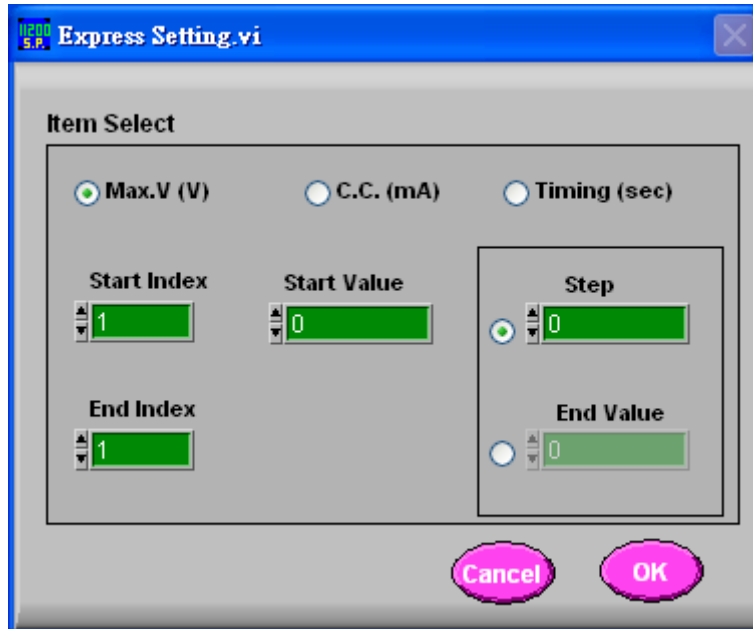 11200
S.P.
Express Setting.vi
Item Select
Max.V (V) C.C. (mA) Timing (sec)
Start Index Start Value Step
1 0 0
End Index End Value
1 0
Cancel OK